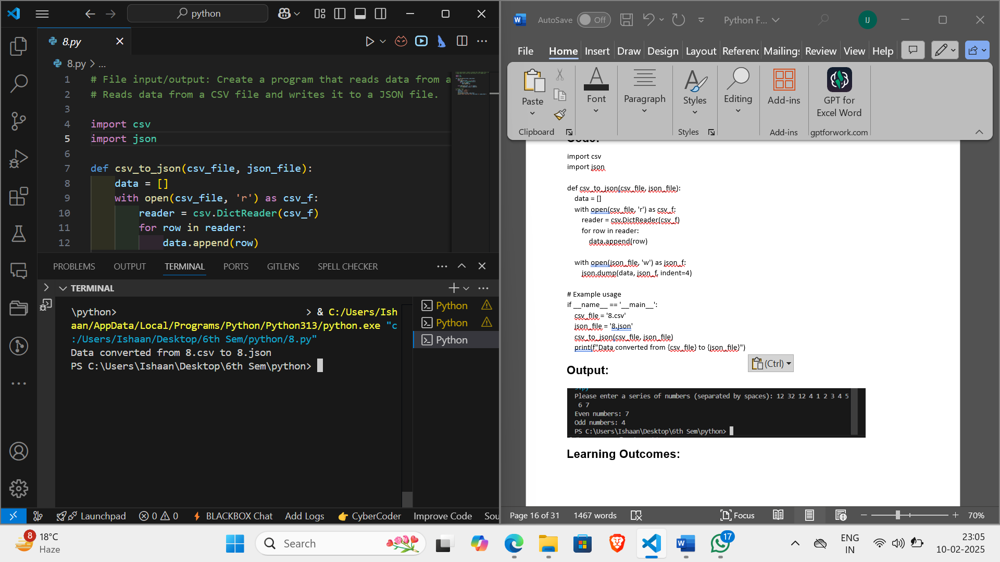 python
8.py
8.py > ...
1 # File input/output: Create a program that reads data from a
2 # Reads data from a CSV file and writes it to a JSON file.
3
4 import csv
5 import json
6
7 def csv_to_json(csv_file, json_file):
8 data = []
9 with open(csv_file, 'r') as csv_f:
10 reader = csv.DictReader(csv_f)
11 for row in reader:
12 data.append(row)
PROBLEMS OUTPUT TERMINAL PORTS GITLENS SPELL CHECKER
TERMINAL
\python> > & C:/Users/Ish
aan/AppData/Local/Programs/Python/Python313/python.exe "c
:/Users/Ishaan/Desktop/6th Sem/python/8.py"
Data converted from 8.csv to 8.json
PS C:\Users\Ishaan\Desktop\6th Sem\python>
Python
Python
Python
Launchpad 0 0 BLACKBOX Chat Add Logs CyberCoder Improve Code Sou
AutoSave Off Python F... IJ
File Home Insert Draw Design Layout Referenc Mailings Review View Help
Paste
Clipboard
Font
Paragraph
Styles
Styles
Editing
Add-ins
Add-ins
GPT for
Excel Word
gptforwork.com
Code:
import csv
import json
def csv_to_json(csv_file, json_file):
data = []
with open(csv_file, 'r') as csv_f:
reader = csv.DictReader(csv_f)
for row in reader:
data.append(row)
with open(json_file, 'w') as json_f:
json.dump(data, json_f, indent=4)
# Example usage
if __name__ == '__main__':
csv_file = '8.csv'
json_file = '8.json'
csv_to_json(csv_file, json_file)
print(f"Data converted from {csv_file} to {json_file}")
(Ctrl)
Output:
Please enter a series of numbers (separated by spaces): 12 32 12 4 1 2 3 4 5
6 7
Even numbers: 7
Odd numbers: 4
PS C:\Users\Ishaan\Desktop\6th Sem\python>
Learning Outcomes:
Page 16 of 31 1467 words Focus 70%
8
18°C
Haze
Search
17
ENG
IN
23:05
10-02-2025